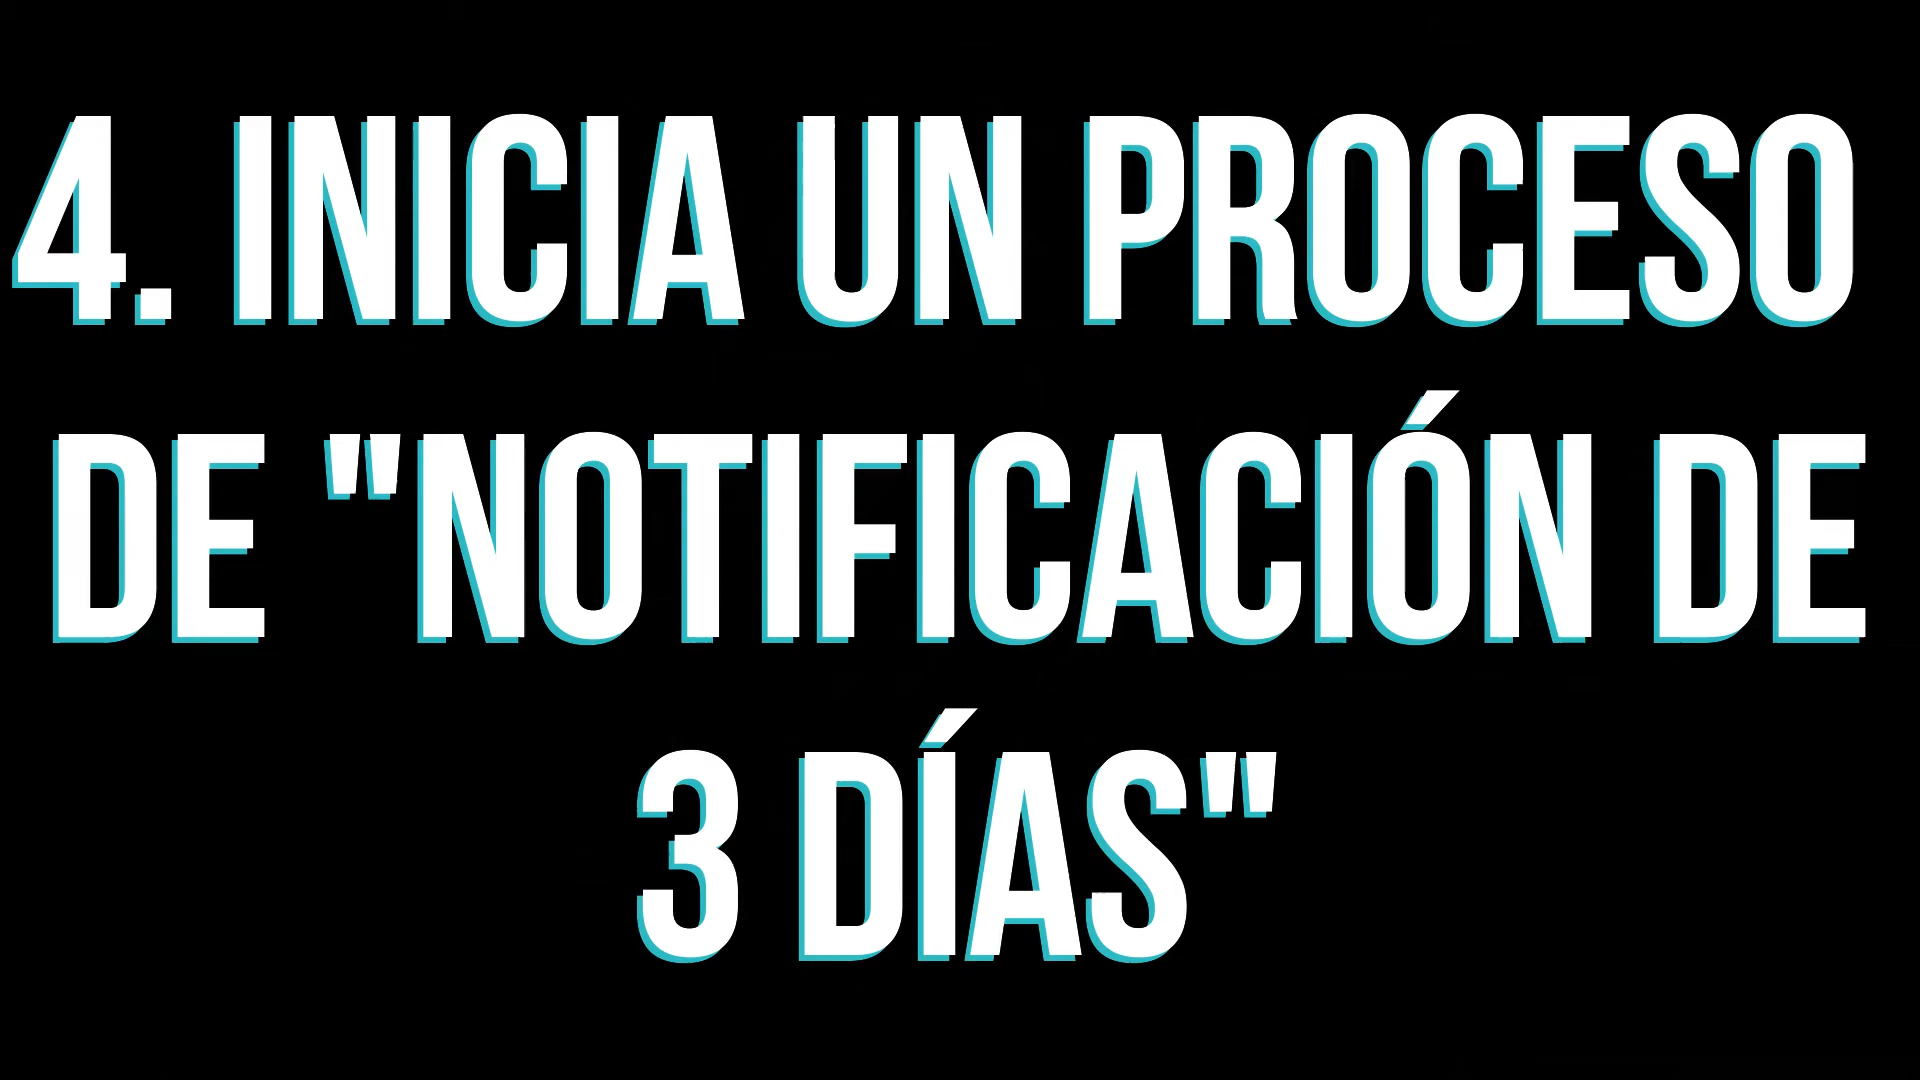 4. INICIA UN PROCESO
DE "NOTIFICACIÓN DE
3 DÍAS"